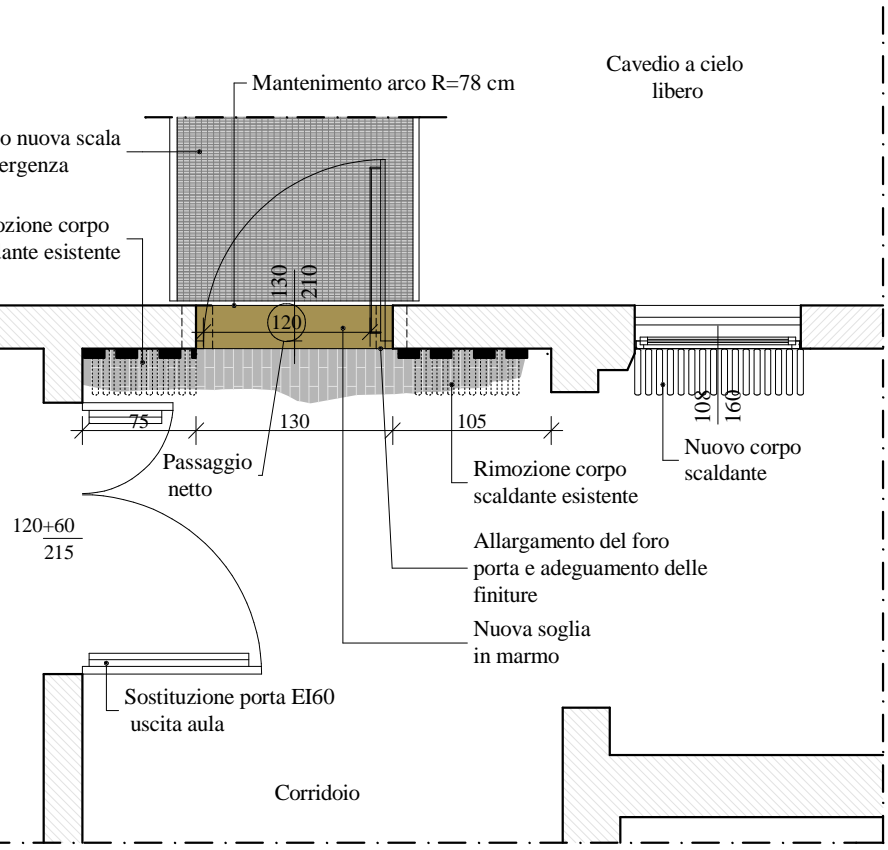 Cavedio a cielo
libero
Mantenimento arco R=78 cm
o nuova scala
ergenza
ozione corpo
dante esistente
130
210
120
75
130
105
108
160
Passaggio
netto
Rimozione corpo
scaldante esistente
Nuovo corpo
scaldante
120+60
215
Allargamento del foro
porta e adeguamento delle
finiture
Nuova soglia
in marmo
Sostituzione porta EI60
uscita aula
Corridoio